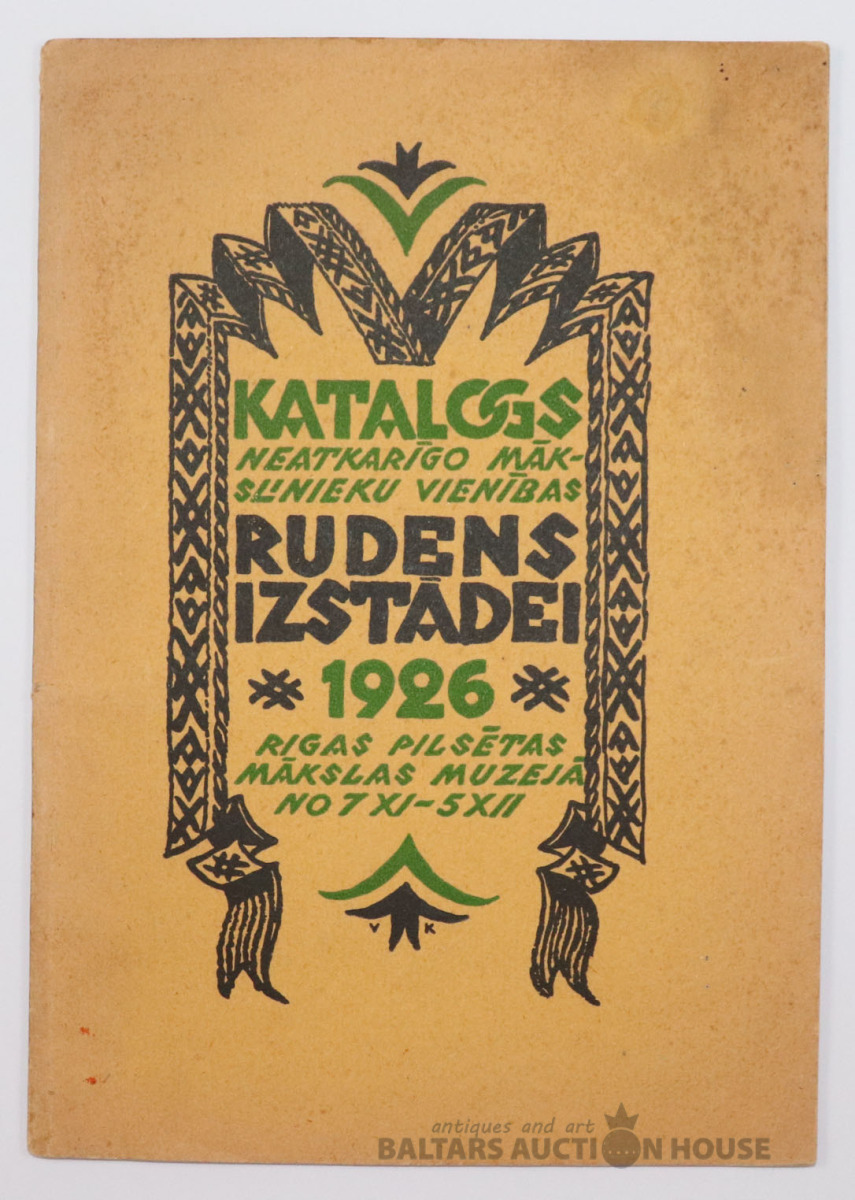 KATALOGS
NEATKARĪGO MĀK-
SLINIEKU VIENĪBAS
RUDENS
IZSTĀDEI
1926
RIGAS PILSĒTAS
MĀKSLAS MUZEJĀ
NO 7 XI-5 XII
V K
antiques and art
BALTARS AUCTION HOUSE